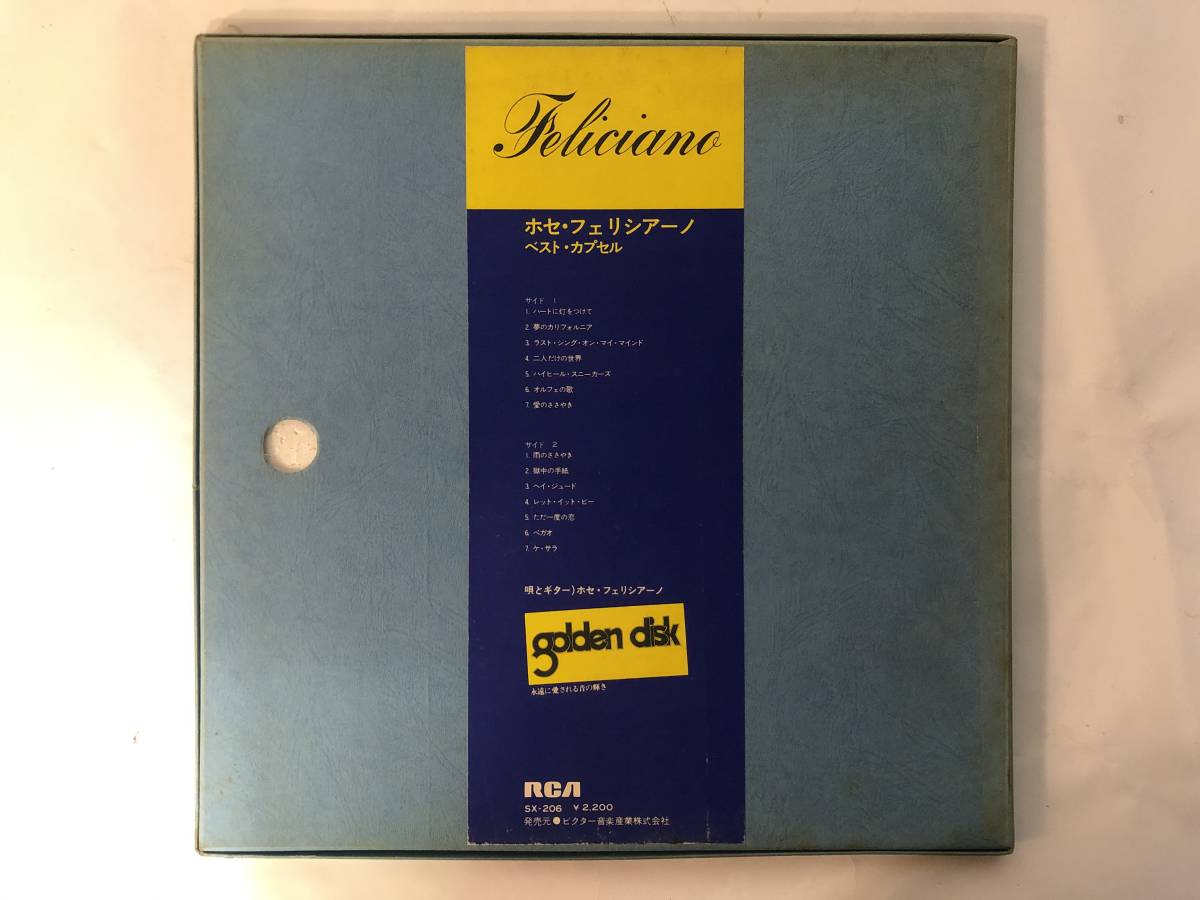 Feliciano
ホセ・フェリシアーノ
ベスト・カプセル
サイド 1
1. ハートに灯をつけて
2. 夢のカリフォルニア
3. ラスト・シング・オン・マイ・マインド
4. 二人だけの世界
5. ハイヒール・スニーカーズ
6. オルフェの歌
7. 愛のささやき
サイド 2
1. 雨のささやき
2. 獄中の手紙
3. ヘイ・ジュード
4. レット・イット・ビー
5. ただ一度の恋
6. ペガオ
7. ケ・サラ
唄とギター)ホセ・フェリシアーノ
golden disk
永遠に愛される音の輝き
RCA
SX-206 ¥2,200
発売元●ビクター音楽産業株式会社